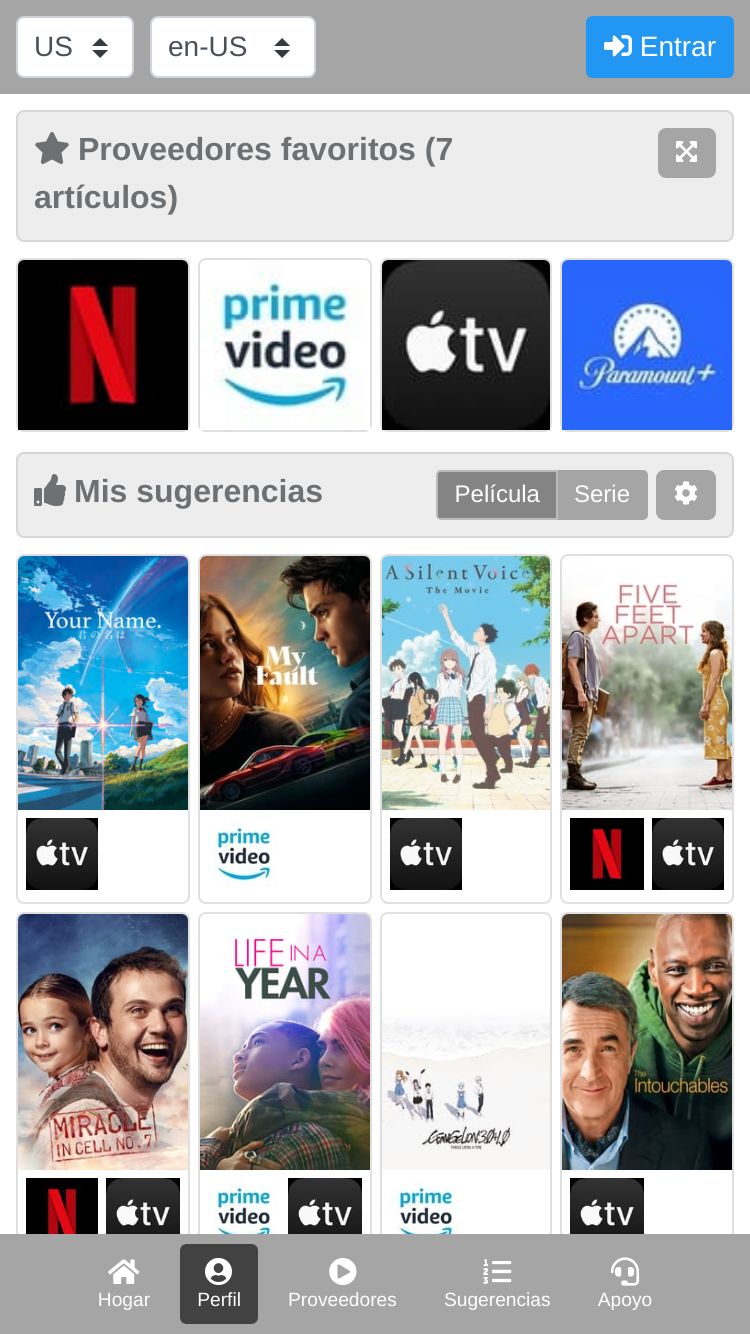 US
en-US
Entrar
Proveedores favoritos (7
artículos)
N
prime
video
tv
Paramount+
Mis sugerencias
Película
Serie
Your Name.
君の名は
My
Fault
A Silent Voice
The Movie
FIVE
FEET
APART
tv
prime
video
tv
N
tv
MIRACLE
IN CELL NO. 7
LIFE IN A
YEAR
EVANGELION:3.0+1.0
THRICE UPON A TIME
The
Intouchables
N
tv
prime
video
tv
prime
video
tv
Hogar
Perfil
Proveedores
1
2
3
Sugerencias
Apoyo